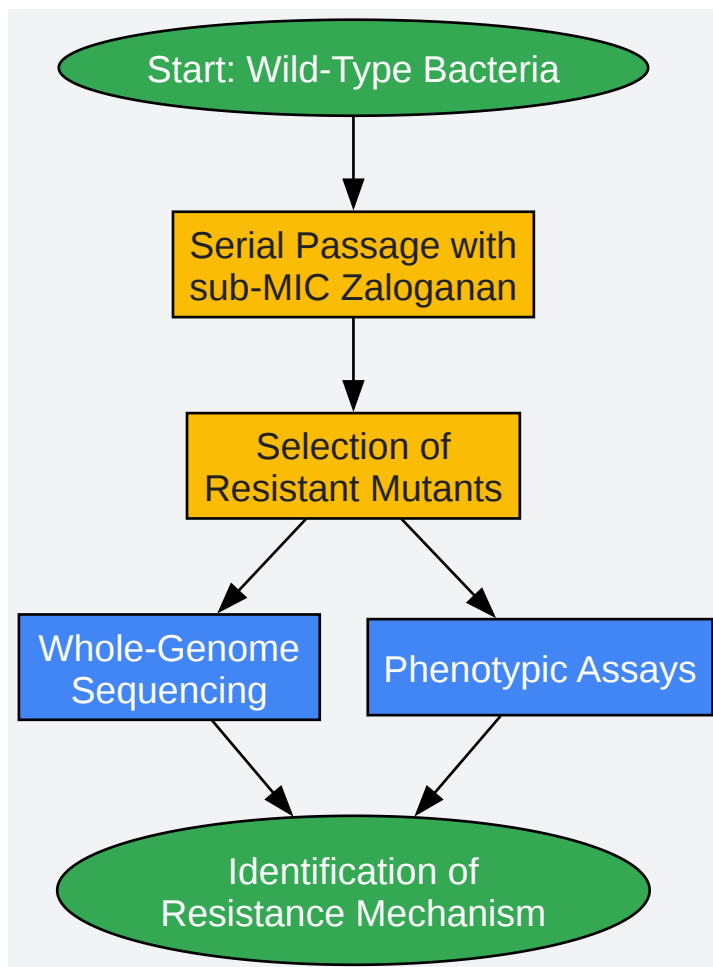 Start: Wild-Type Bacteria
Serial Passage with
sub-MIC Zaloganan
Selection of
Resistant Mutants
Whole-Genome
Sequencing
Phenotypic Assays
Identification of
Resistance Mechanism